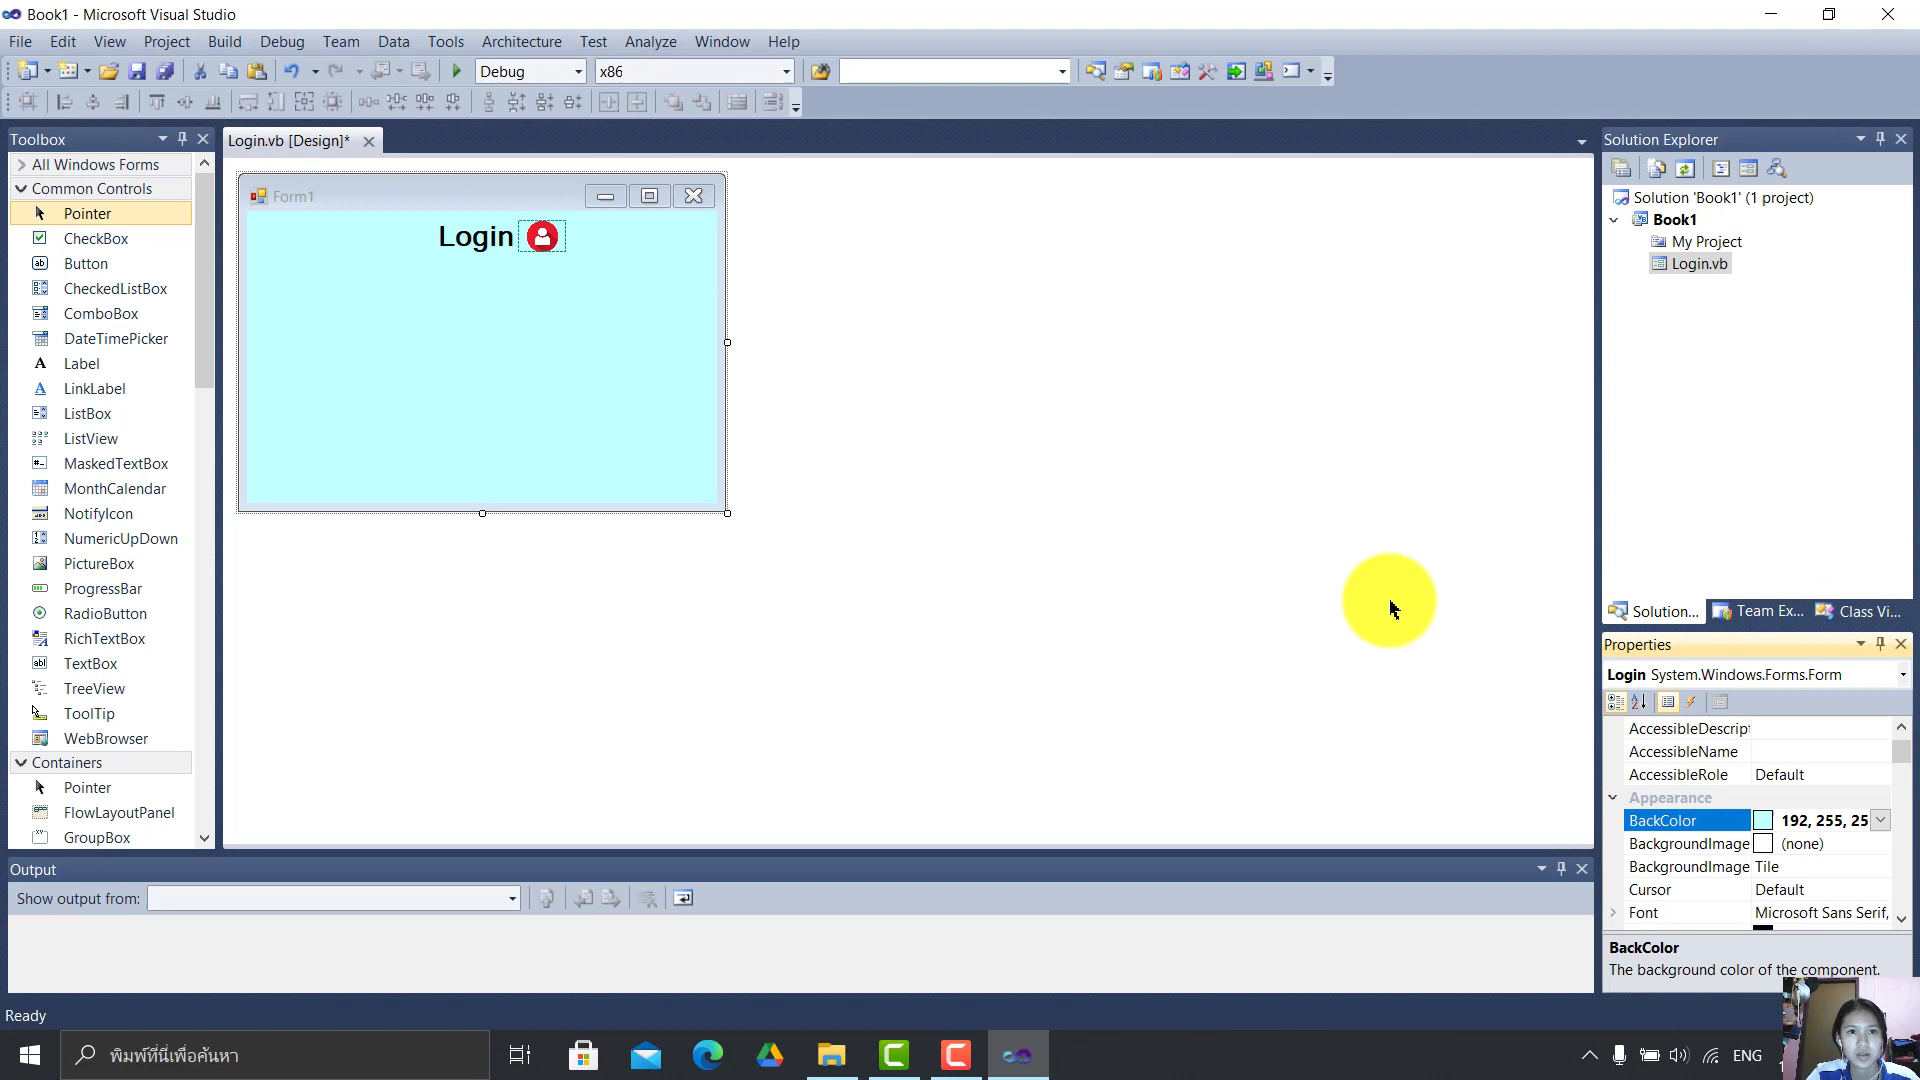 Book1 - Microsoft Visual Studio
File Edit View Project Build Debug Team Data Tools Architecture Test Analyze Window Help
Debug x86
Toolbox
All Windows Forms
Common Controls
Pointer
CheckBox
Button
CheckedListBox
ComboBox
DateTimePicker
Label
LinkLabel
ListBox
ListView
MaskedTextBox
MonthCalendar
NotifyIcon
NumericUpDown
PictureBox
ProgressBar
RadioButton
RichTextBox
TextBox
TreeView
ToolTip
WebBrowser
Containers
Pointer
FlowLayoutPanel
GroupBox
Login.vb [Design]*
Form1
Login
Solution Explorer
Solution 'Book1' (1 project)
Book1
My Project
Login.vb
Solution... Team Ex... Class Vi...
Properties
Login System.Windows.Forms.Form
AccessibleDescript
AccessibleName
AccessibleRole Default
Appearance
BackColor 192, 255, 25
BackgroundImage (none)
BackgroundImage Tile
Cursor Default
Font Microsoft Sans Serif,
BackColor
The background color of the component.
Output
Show output from:
Ready
พิมพ์ที่นี่เพื่อค้นหา
ENG